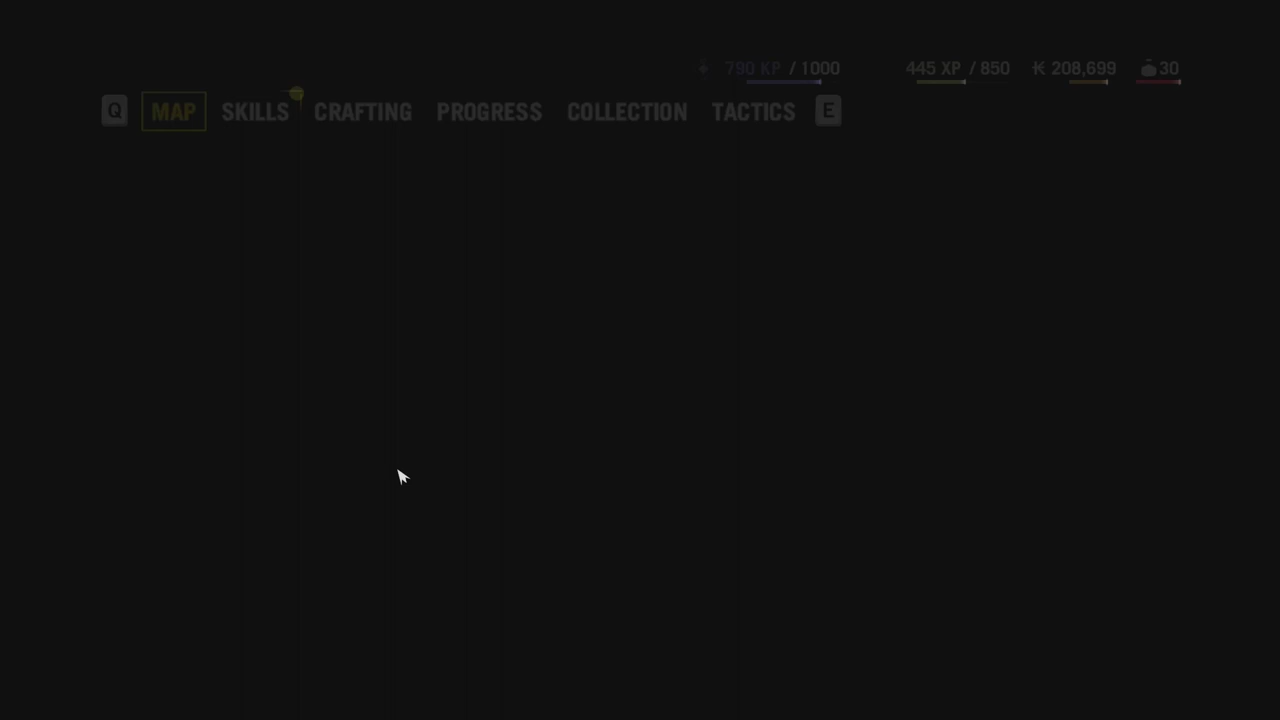 790 KP / 1000 445 XP / 850 ₭ 208,699 30
Q MAP SKILLS CRAFTING PROGRESS COLLECTION TACTICS E